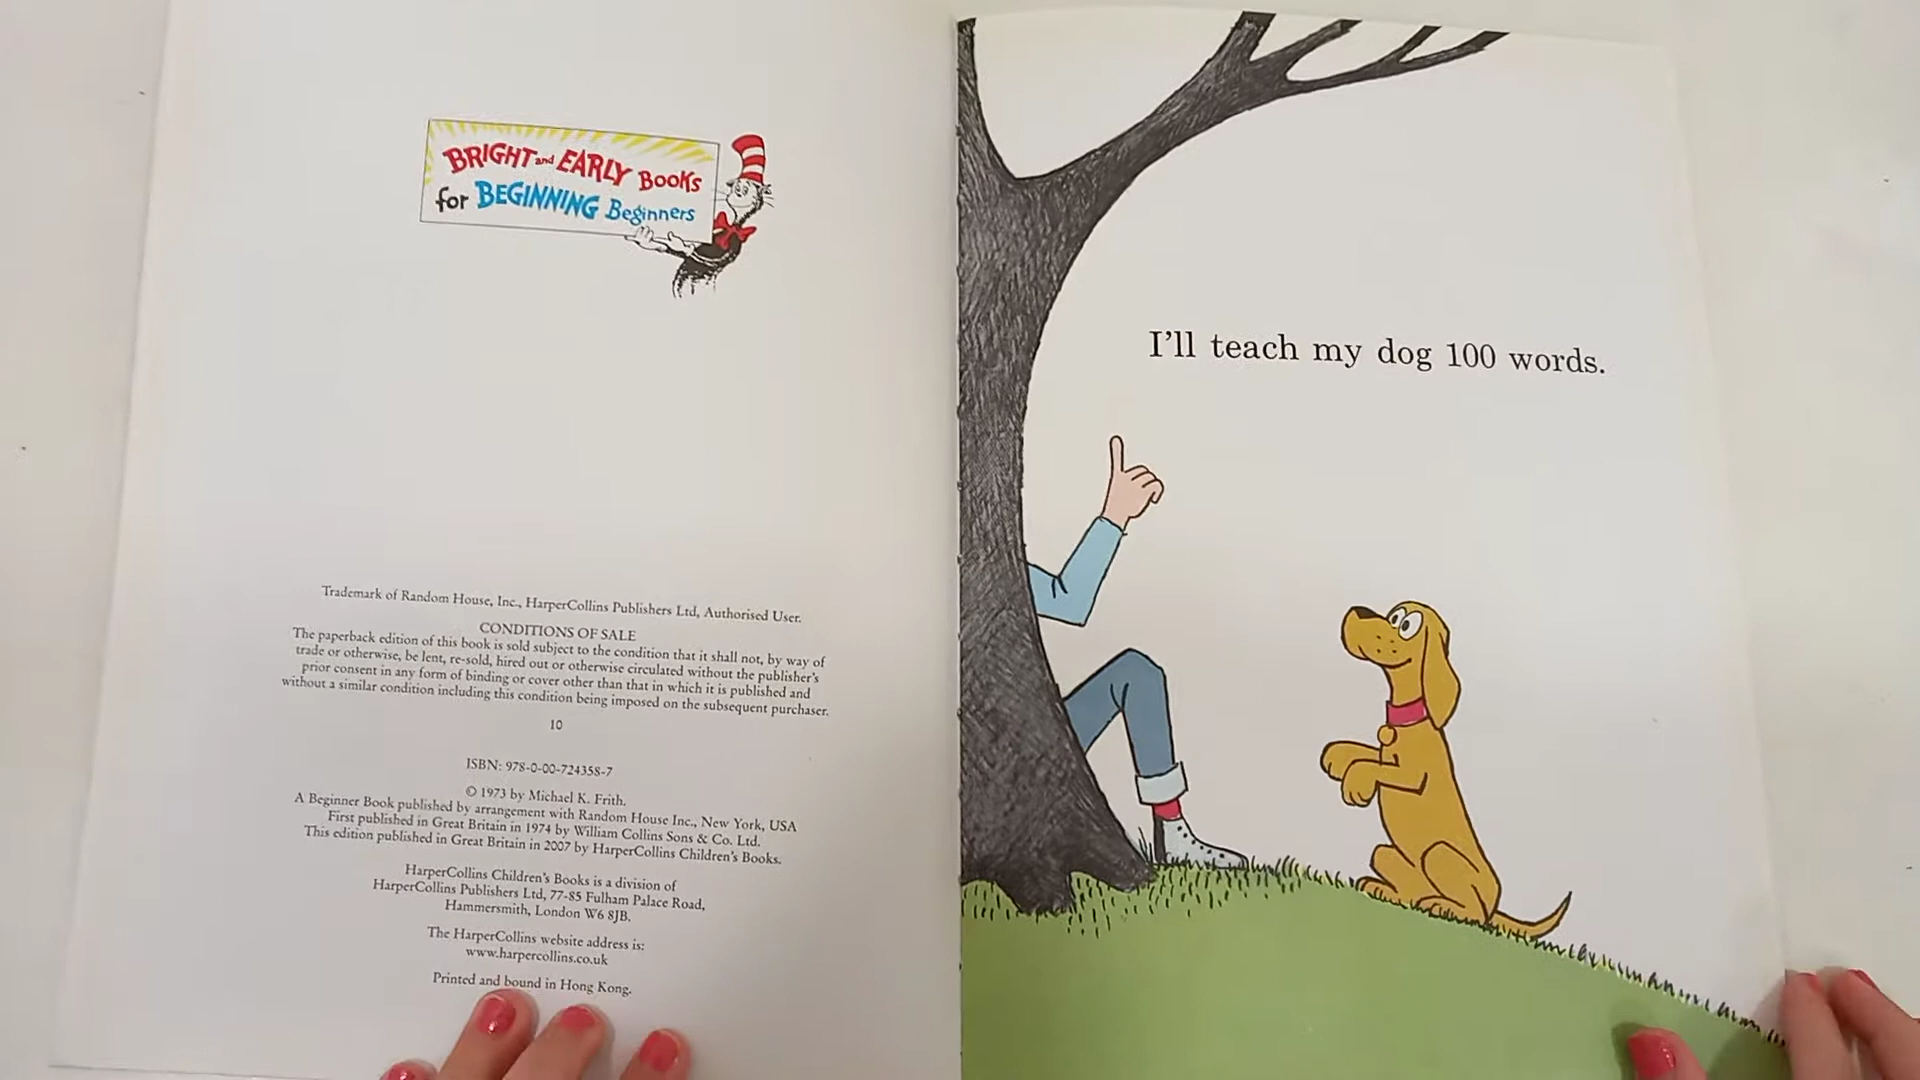 BRIGHT and EARLY BOOKS
for BEGINNING Beginners
Trademark of Random House, Inc., HarperCollins Publishers Ltd, Authorised User.
CONDITIONS OF SALE
The paperback edition of this book is sold subject to the condition that it shall not, by way of
trade or otherwise, be lent, re-sold, hired out or otherwise circulated without the publisher's
prior consent in any form of binding or cover other than that in which it is published and
without a similar condition including this condition being imposed on the subsequent purchaser.
10
ISBN: 978-0-00-724358-7
© 1973 by Michael K. Frith.
A Beginner Book published by arrangement with Random House Inc., New York, USA
First published in Great Britain in 1974 by William Collins Sons & Co. Ltd.
This edition published in Great Britain in 2007 by HarperCollins Children's Books.
HarperCollins Children's Books is a division of
HarperCollins Publishers Ltd, 77-85 Fulham Palace Road,
Hammersmith, London W6 8JB.
The HarperCollins website address is:
www.harpercollins.co.uk
Printed and bound in Hong Kong.
I'll teach my dog 100 words.